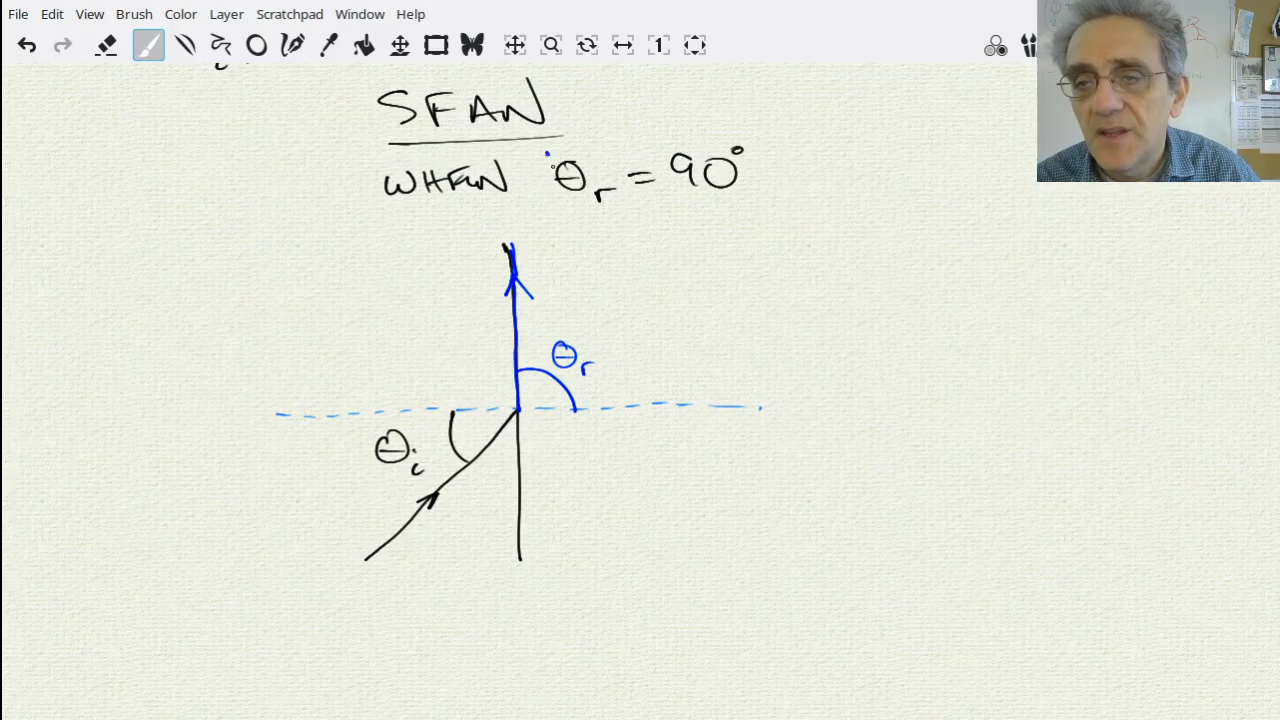 File Edit View Brush Color Layer Scratchpad Window Help
SFAN
WHEN θr = 90°
θr
θi